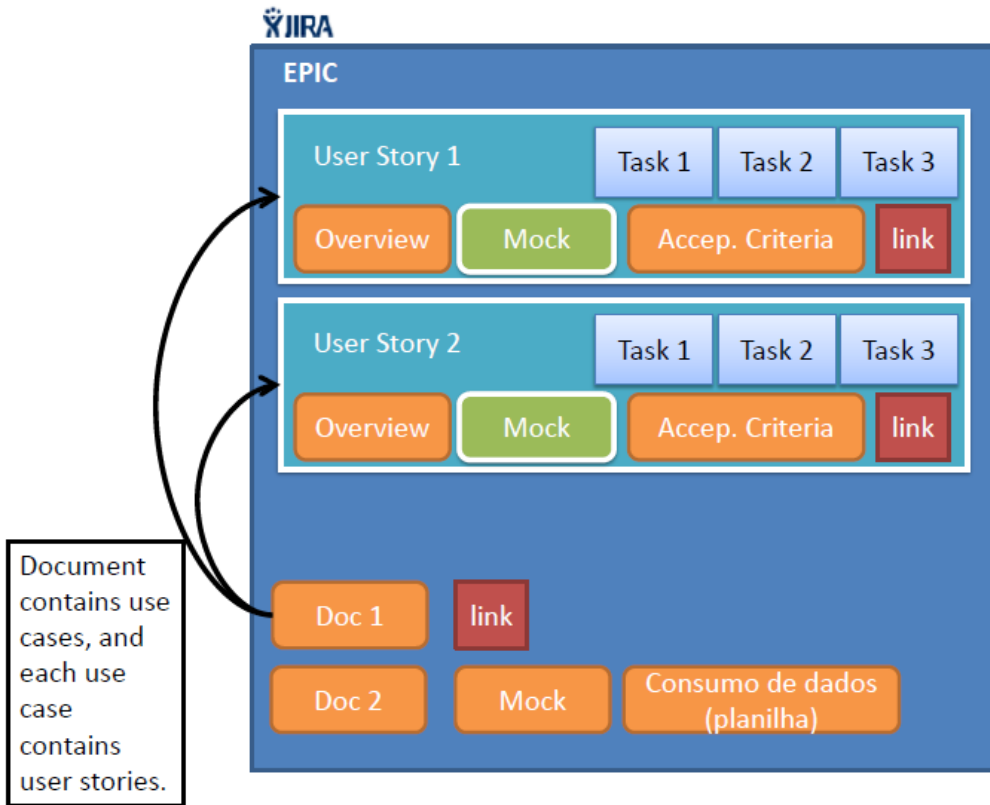 JIRA
EPIC
User Story 1
Task 1
Task 2
Task 3
Overview
Mock
Accep. Criteria
link
User Story 2
Task 1
Task 2
Task 3
Overview
Mock
Accep. Criteria
link
Document
contains use
cases, and
each use
case
contains
user stories.
Doc 1
link
Doc 2
Mock
Consumo de dados
(planilha)